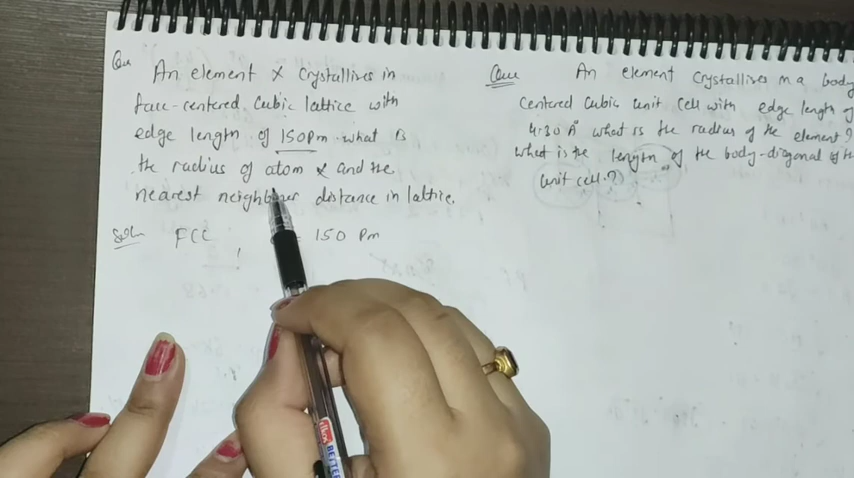 Qu
An element X crystallises in
face-centered cubic lattice with
edge length of 150Pm what is
the radius of atom X and the
nearest neighbour distance in lattice.
Soln FCC = 150 Pm
Que An element crystallizes in a body
centered cubic unit cell with edge length of
4.30 A° what is the radius of the element?
what is the length of the body-diagonal of the
unit cell?